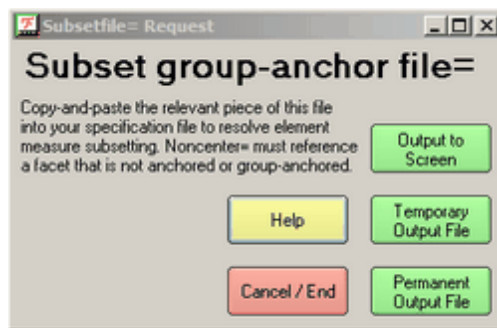 Subsetfile= Request
Subset group-anchor file=
Copy-and-paste the relevant piece of this file
into your specification file to resolve element
measure subsetting. Noncenter= must reference
a facet that is not anchored or group-anchored.
Output to
Screen
Help
Temporary
Output File
Cancel / End
Permanent
Output File